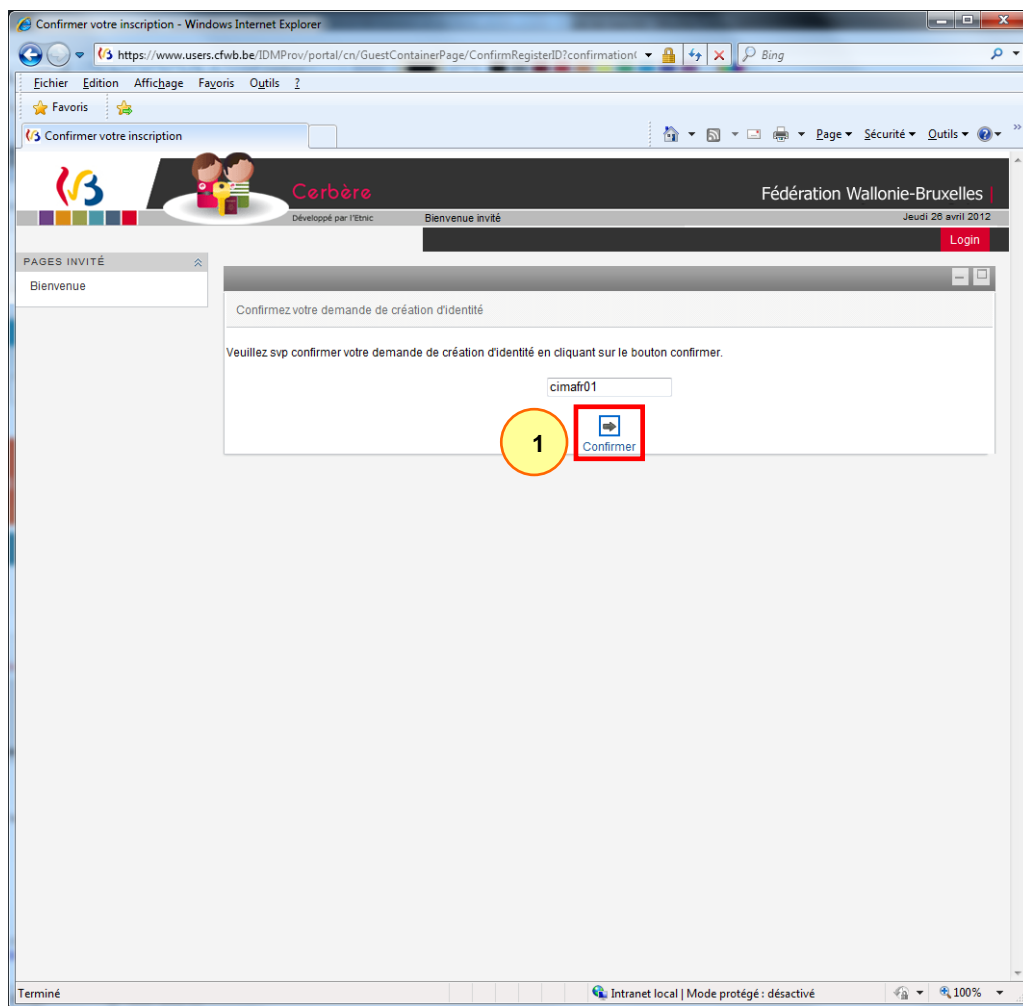 Confirmer votre inscription - Windows Internet Explorer
https://www.users.cfwb.be/IDMProv/portal/cn/GuestContainerPage/ConfirmRegisterID?confirmation
Bing
Fichier Edition Affichage Favoris Outils ?
Favoris
Confirmer votre inscription
Page Sécurité Outils
Cerbère
Fédération Wallonie-Bruxelles
Développé par l'Etnic
Bienvenue invité
Jeudi 26 avril 2012
Login
PAGES INVITÉ
Bienvenue
Confirmez votre demande de création d'identité
Veuillez svp confirmer votre demande de création d'identité en cliquant sur le bouton confirmer.
cimafr01
1
Confirmer
Terminé
Intranet local | Mode protégé : désactivé
100%